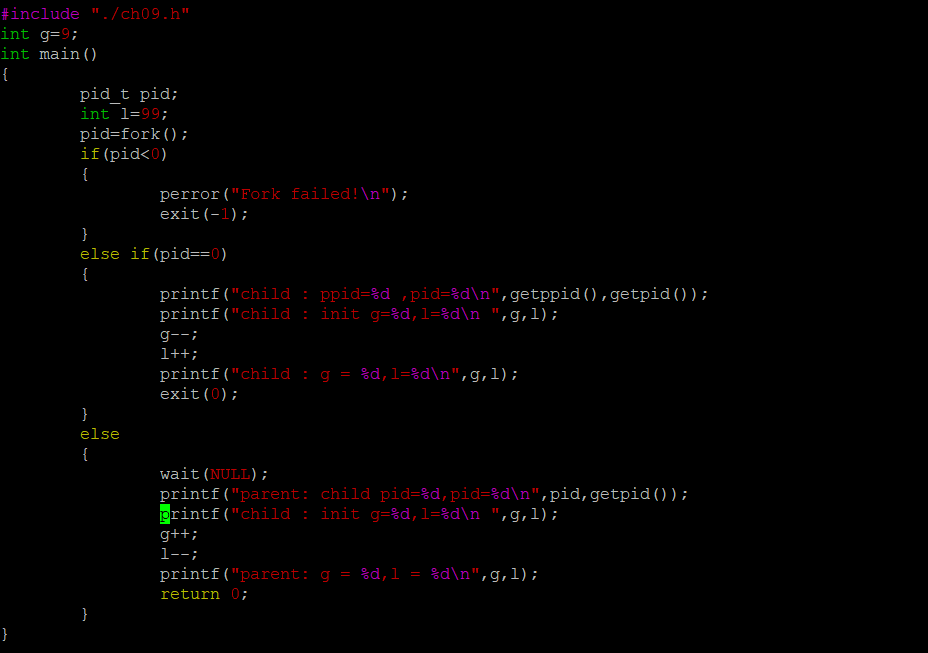 #include "./ch09.h"
int g=9;
int main()
{
        pid_t pid;
        int l=99;
        pid=fork();
        if(pid<0)
        {
                perror("Fork failed!\n");
                exit(-1);
        }
        else if(pid==0)
        {
                printf("child : ppid=%d ,pid=%d\n",getppid(),getpid());
                printf("child : init g=%d,l=%d\n ",g,l);
                g--;
                l++;
                printf("child : g = %d,l=%d\n",g,l);
                exit(0);
        }
        else
        {
                wait(NULL);
                printf("parent: child pid=%d,pid=%d\n",pid,getpid());
                printf("child : init g=%d,l=%d\n ",g,l);
                g++;
                l--;
                printf("parent: g = %d,l = %d\n",g,l);
                return 0;
        }
}